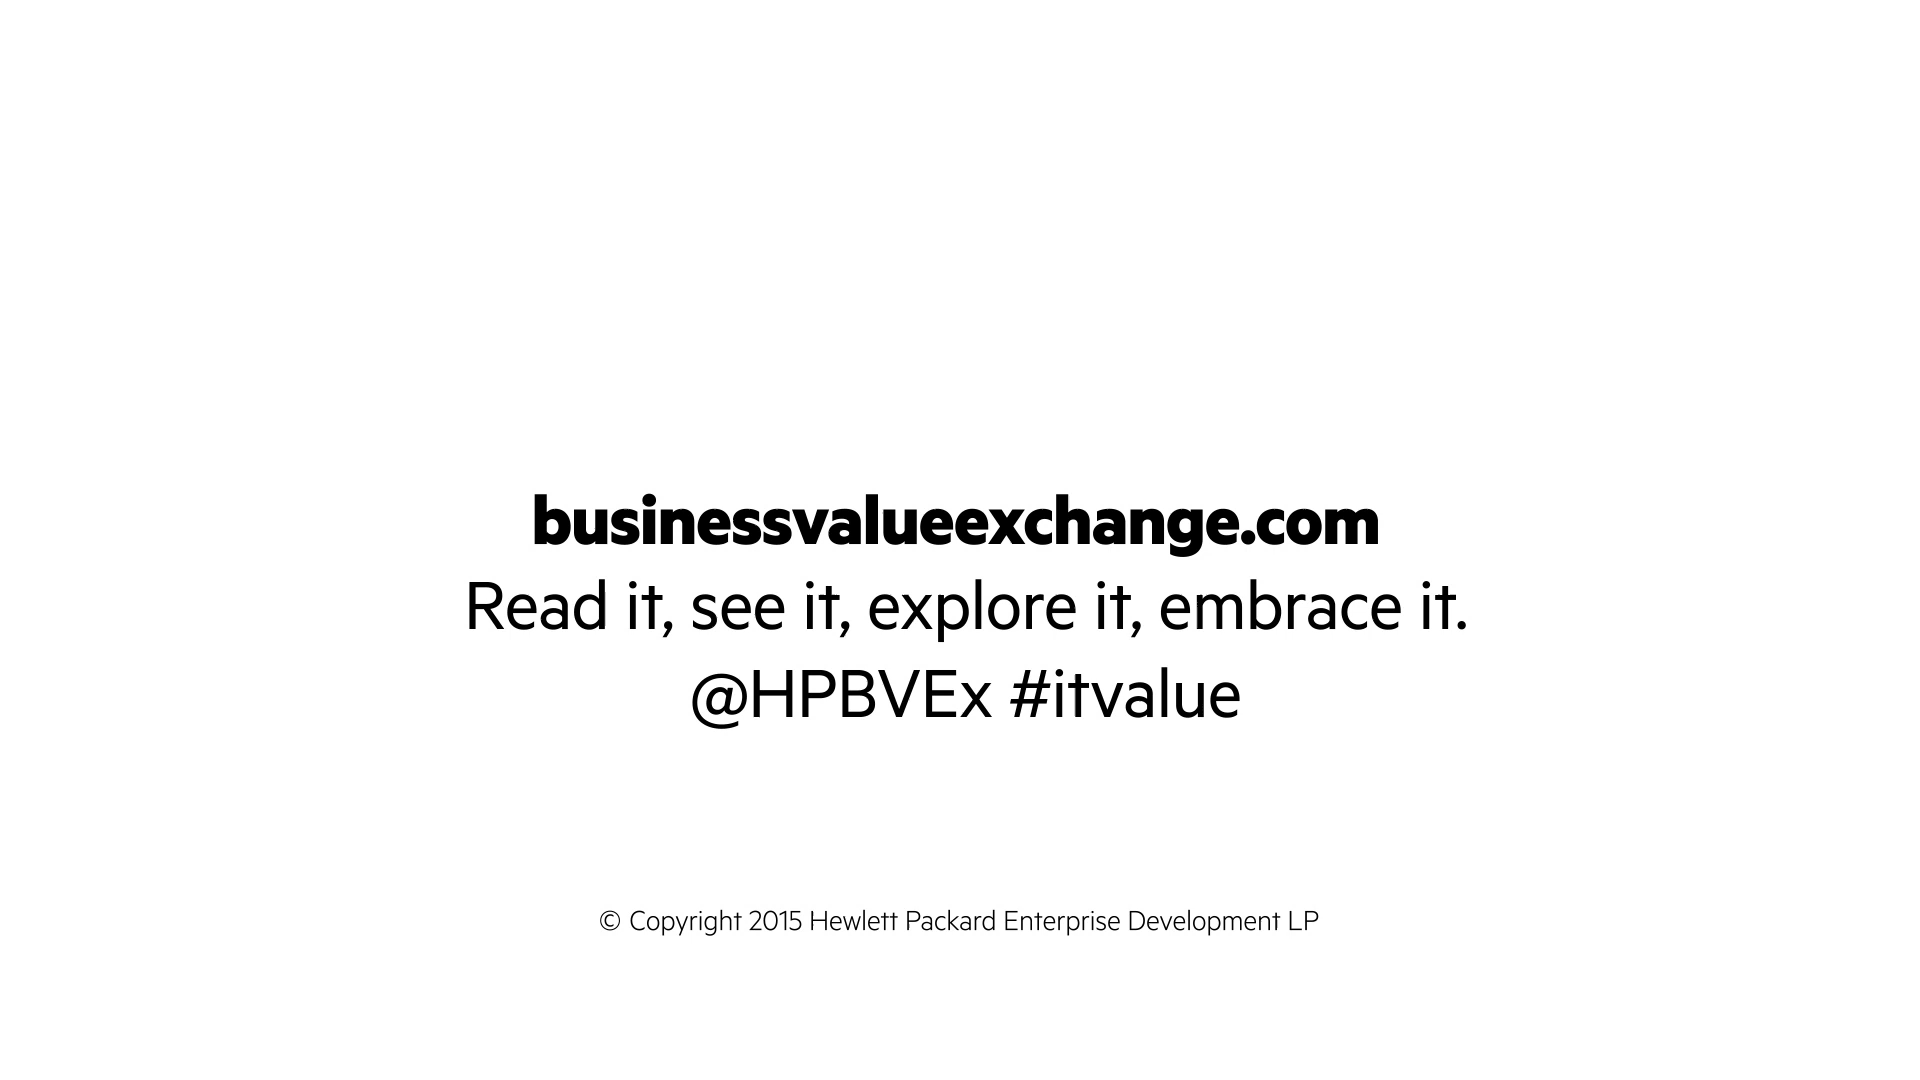 businessvalueexchange.com
Read it, see it, explore it, embrace it.
@HPBVEx #itvalue
© Copyright 2015 Hewlett Packard Enterprise Development LP